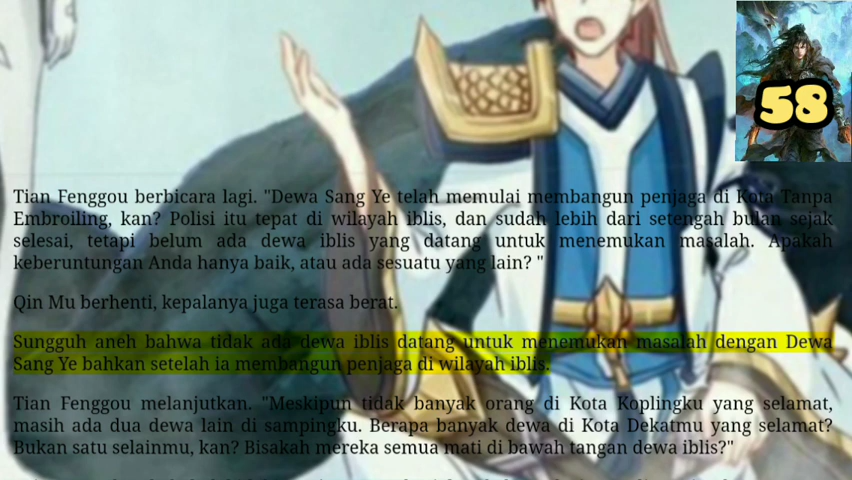 58
Tian Fenggou berbicara lagi. "Dewa Sang Ye telah memulai membangun penjaga di Kota Tanpa
Embroiling, kan? Polisi itu tepat di wilayah iblis, dan sudah lebih dari setengah bulan sejak
selesai, tetapi belum ada dewa iblis yang datang untuk menemukan masalah. Apakah
keberuntungan Anda hanya baik, atau ada sesuatu yang lain? "
Qin Mu berhenti, kepalanya juga terasa berat.
Sungguh aneh bahwa tidak ada dewa iblis datang untuk menemukan masalah dengan Dewa
Sang Ye bahkan setelah ia membangun penjaga di wilayah iblis.
Tian Fenggou melanjutkan. "Meskipun tidak banyak orang di Kota Koplingku yang selamat,
masih ada dua dewa lain di sampingku. Berapa banyak dewa di Kota Dekatmu yang selamat?
Bukan satu selainmu, kan? Bisakah mereka semua mati di bawah tangan dewa iblis?"